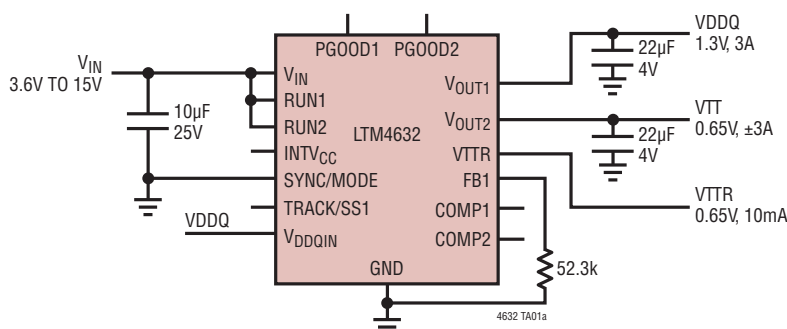 PGOOD1 PGOOD2
VIN
3.6V TO 15V
10µF
25V
VIN
RUN1
RUN2
INTVCC
SYNC/MODE
TRACK/SS1
VDDQ
VDDQIN
LTM4632
GND
VOUT1
VOUT2
VTTR
FB1
COMP1
COMP2
22µF
4V
VDDQ
1.3V, 3A
22µF
4V
VTT
0.65V, ±3A
VTTR
0.65V, 10mA
52.3k
4632 TA01a